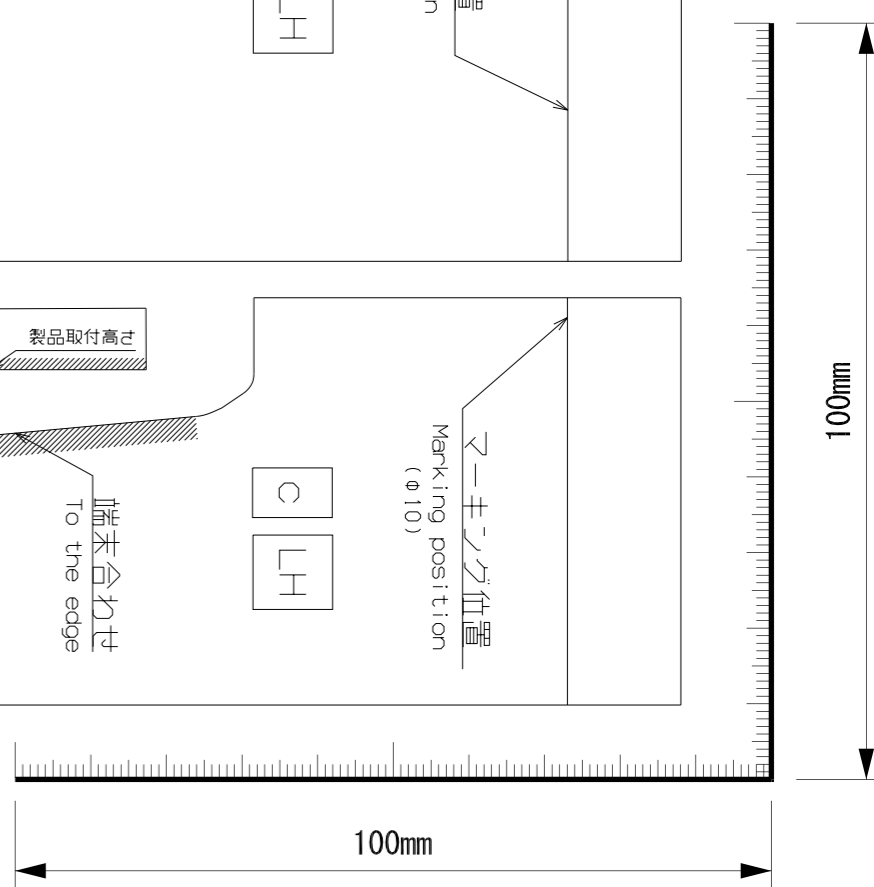 LH
製品取付高さ
100mm
マーキング位置
Marking position
(φ10)
C
LH
端末合わせ
To the edge
100mm